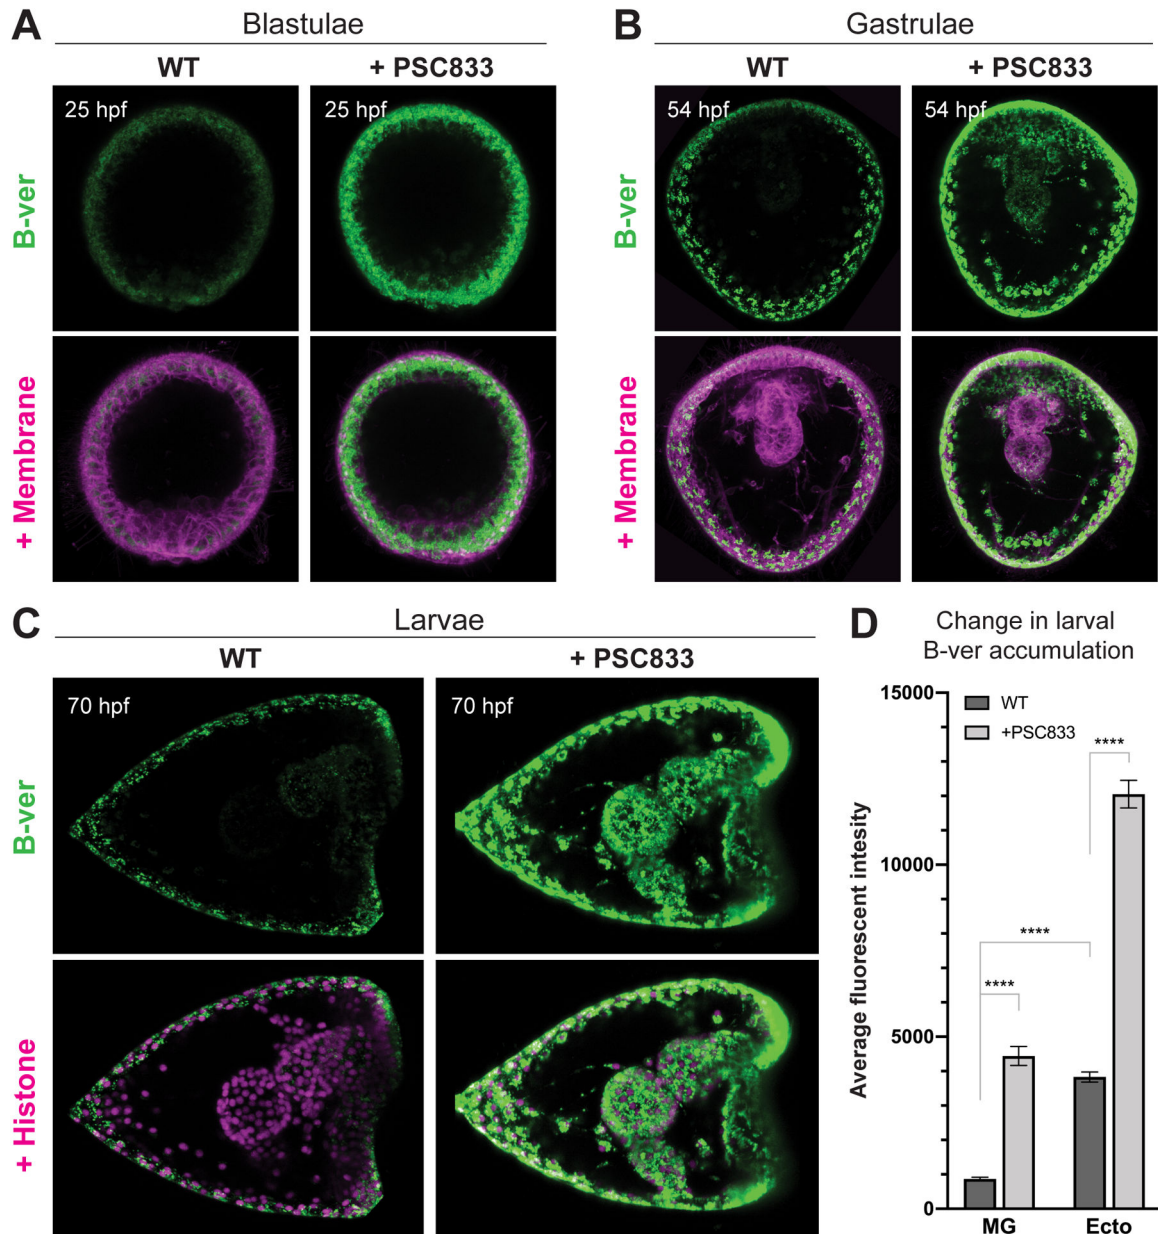 A
Blastulae
WT
+ PSC833
25 hpf
25 hpf
B-ver
+ Membrane
B
Gastrulae
WT
+ PSC833
54 hpf
54 hpf
B-ver
+ Membrane
C
Larvae
WT
+ PSC833
70 hpf
70 hpf
B-ver
+ Histone
D
Change in larval
B-ver accumulation
15000
10000
5000
0
Average fluorescent intesity
WT
+PSC833
****
****
****
MG
Ecto